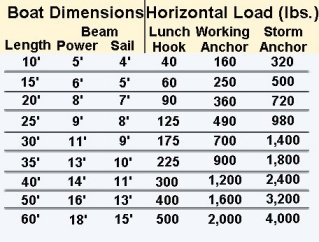 Boat Dimensions Horizontal Load (lbs.)
Beam Lunch Working Storm
Length Power Sail Hook Anchor Anchor
10' 5' 4' 40 160 320
15' 6' 5' 60 250 500
20' 8' 7' 90 360 720
25' 9' 8' 125 490 980
30' 11' 9' 175 700 1,400
35' 13' 10' 225 900 1,800
40' 14' 11' 300 1,200 2,400
50' 16' 13' 400 1,600 3,200
60' 18' 15' 500 2,000 4,000